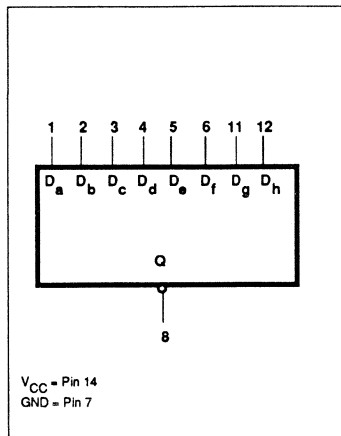 1 2 3 4 5 6 11 12
Da Db Dc Dd De Df Dg Dh
Q
8
VCC = Pin 14
GND = Pin 7